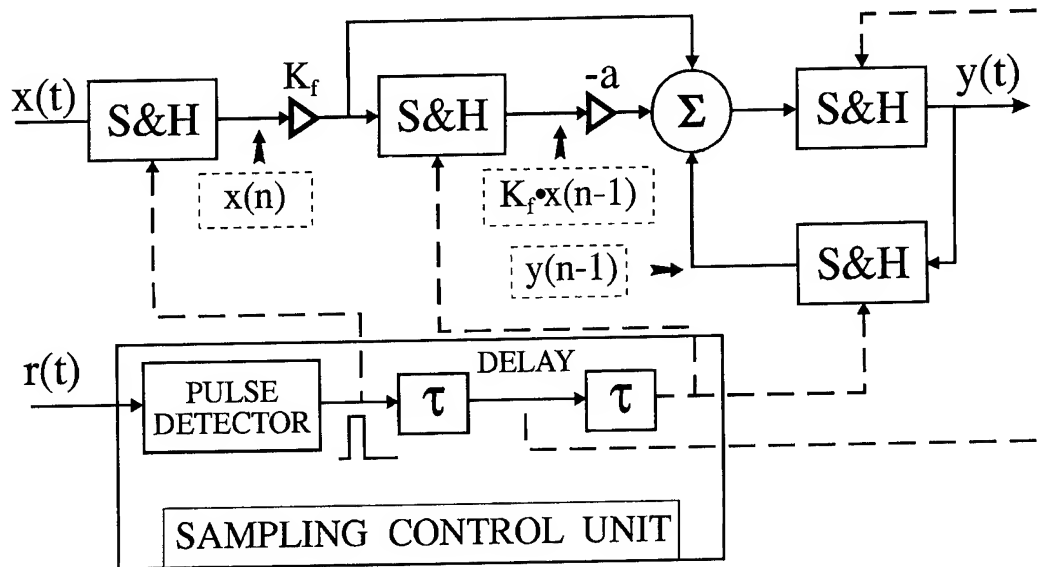 x(t)
S&H
K_f
S&H
-a
Σ
S&H
y(t)
x(n)
K_f•x(n-1)
y(n-1)
S&H
r(t)
PULSE
DETECTOR
τ
DELAY
τ
SAMPLING CONTROL UNIT